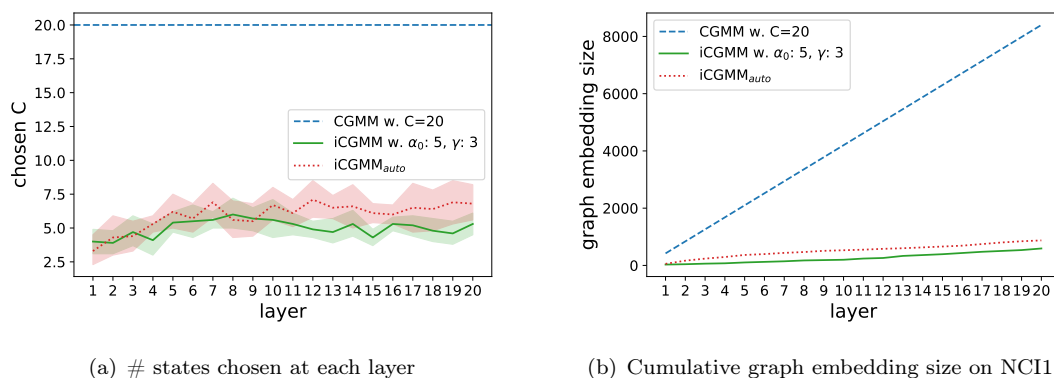 20.0
17.5
15.0
12.5
10.0
7.5
5.0
2.5
chosen C
CGMM w. C=20
iCGMM w. α0: 5, γ: 3
iCGMMauto
1 2 3 4 5 6 7 8 9 10 11 12 13 14 15 16 17 18 19 20
layer
(a) # states chosen at each layer
8000
6000
4000
2000
0
graph embedding size
CGMM w. C=20
iCGMM w. α0: 5, γ: 3
iCGMMauto
1 2 3 4 5 6 7 8 9 10 11 12 13 14 15 16 17 18 19 20
layer
(b) Cumulative graph embedding size on NCI1